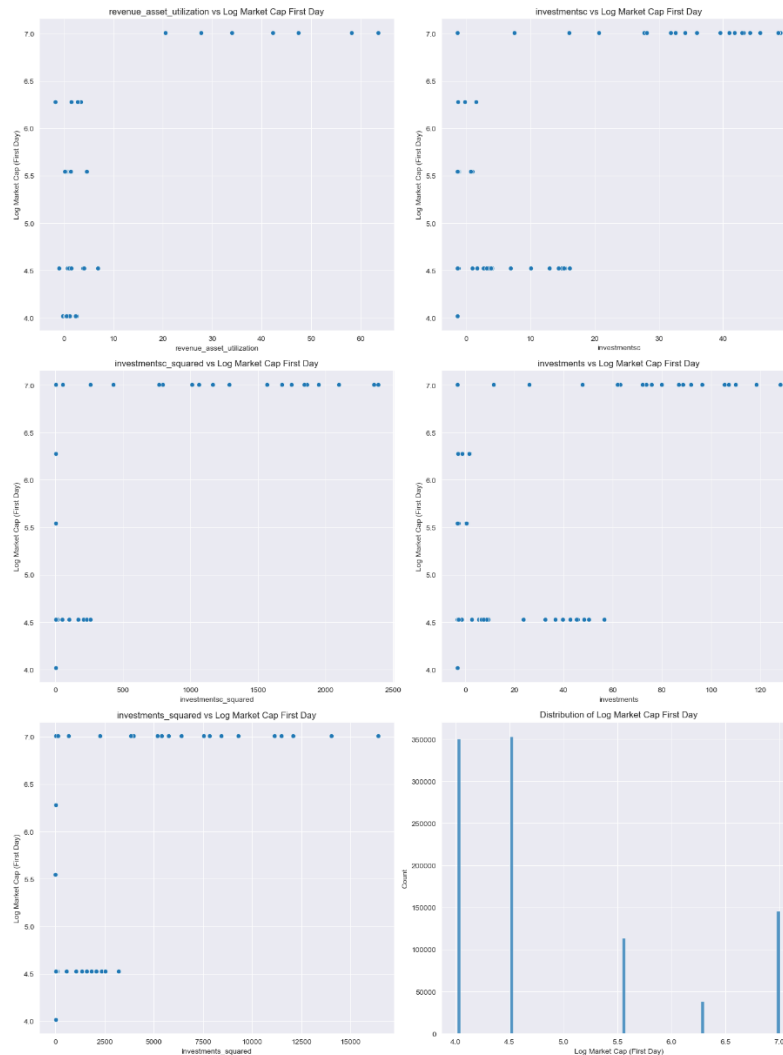 revenue_asset_utilization vs Log Market Cap First Day
7.0
6.5
6.0
5.5
5.0
4.5
4.0
Log Market Cap (First Day)
0 10 20 30 40 50 60
revenue_asset_utilization
investmentsc vs Log Market Cap First Day
7.0
6.5
6.0
5.5
5.0
4.5
4.0
Log Market Cap (First Day)
0 10 20 30 40
investmentsc
investmentsc_squared vs Log Market Cap First Day
7.0
6.5
6.0
5.5
5.0
4.5
4.0
Log Market Cap (First Day)
0 500 1000 1500 2000 2500
investmentsc_squared
investments vs Log Market Cap First Day
7.0
6.5
6.0
5.5
5.0
4.5
4.0
Log Market Cap (First Day)
0 20 40 60 80 100 120
investments
investments_squared vs Log Market Cap First Day
7.0
6.5
6.0
5.5
5.0
4.5
4.0
Log Market Cap (First Day)
0 2500 5000 7500 10000 12500 15000
investments_squared
Distribution of Log Market Cap First Day
350000
300000
250000
200000
150000
100000
50000
0
Count
4.0 4.5 5.0 5.5 6.0 6.5 7.0
Log Market Cap (First Day)